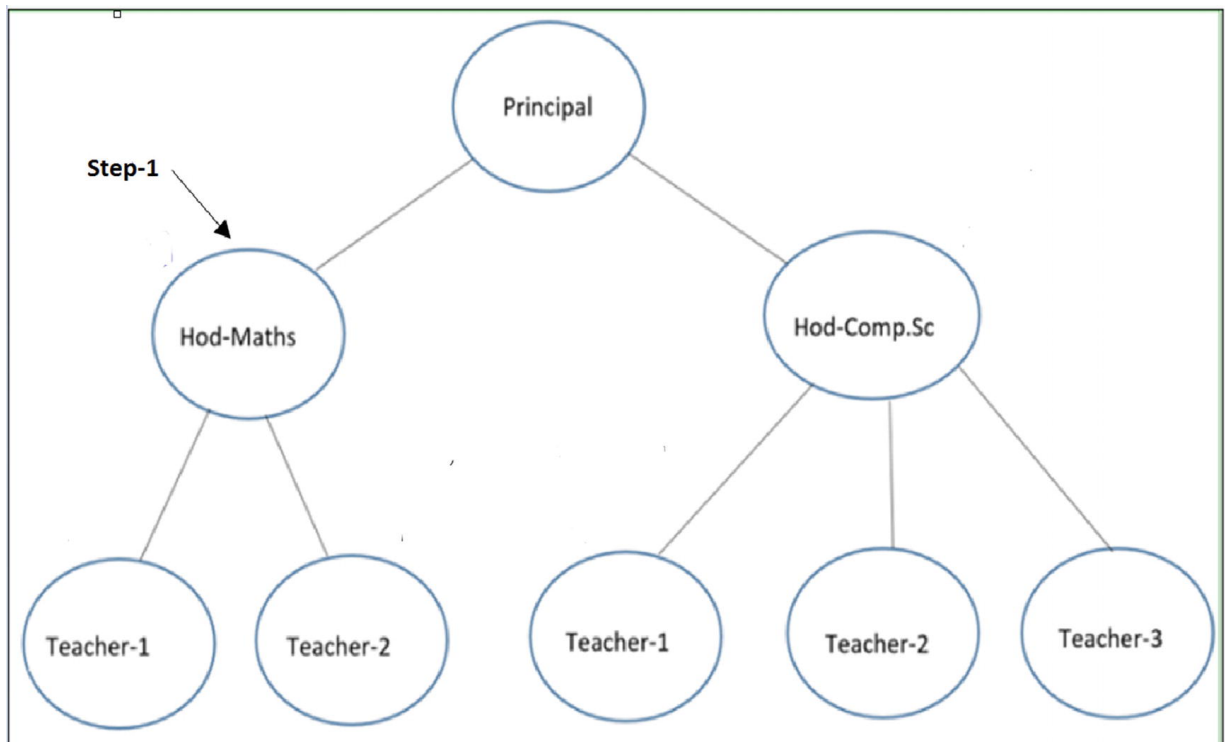 Principal
Step-1
Hod-Maths
Hod-Comp.Sc
Teacher-1
Teacher-2
Teacher-1
Teacher-2
Teacher-3